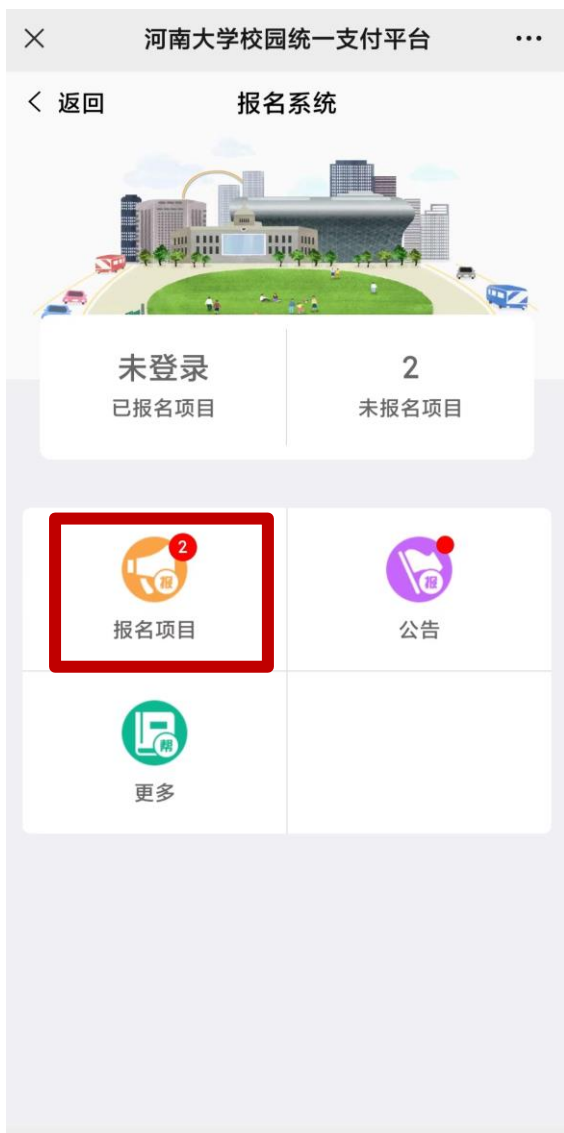 河南大学校园统一支付平台
返回
报名系统
未登录
2
已报名项目
未报名项目
2
报
报
报名项目
公告
帮
更多